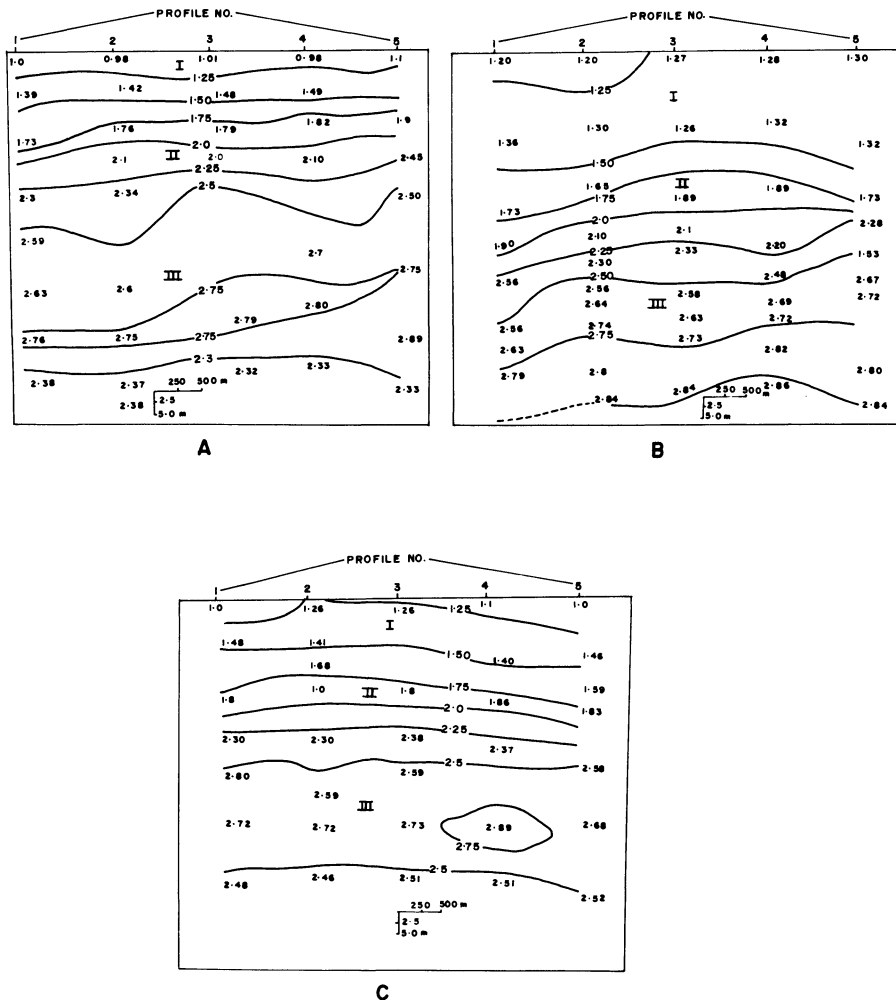 PROFILE NO.
1 2 3 4 5
1·0 0·98 1·01 0·98 1·1
I
1·25
1·39 1·42 1·48 1·49
1·50
1·75
1·73 1·76 1·79 1·82 1·9
2·0
II
2·1 2·0 2·10 2·45
2·25
2·3 2·34 2·5 2·50
2·59
2·7
2·75
III
2·63 2·6 2·75
2·80
2·79
2·76 2·75 2·75 2·89
2·3
2·38 2·37 2·32 2·33 2·33
250 500 m
2·38
2·5
5·0 m
A
PROFILE NO.
1 2 3 4 5
1·20 1·20 1·27 1·28 1·30
1·25
I
1·36 1·30 1·26 1·32 1·32
1·50
II
1·65 1·89
1·73 1·75 1·89 1·73
2·0
2·28
1·90 2·10 2·1 2·20
2·25 2·33 1·53
2·30
2·56 2·50 2·48 2·67
2·56 2·58 2·72
2·64 III 2·69
2·56 2·74 2·63 2·72
2·75 2·73
2·63 2·82
2·79 2·8 2·80
2·84 2·86
2·84 250 500 m 2·84
2·5
5·0 m
B
PROFILE NO.
1 2 3 4 5
1·0 1·26 1·26 1·25 1·1 1·0
I
1·48 1·41 1·50 1·40 1·46
1·68
1·8 1·0 II 1·8 1·75 1·59
1·86
2·0 1·83
2·25
2·30 2·30 2·38 2·37
2·5
2·80 2·59 2·58
2·59
III
2·72 2·72 2·73 2·89 2·68
2·75
2·5
2·48 2·46 2·51 2·51 2·52
250 500 m
2·5
5·0 m
C